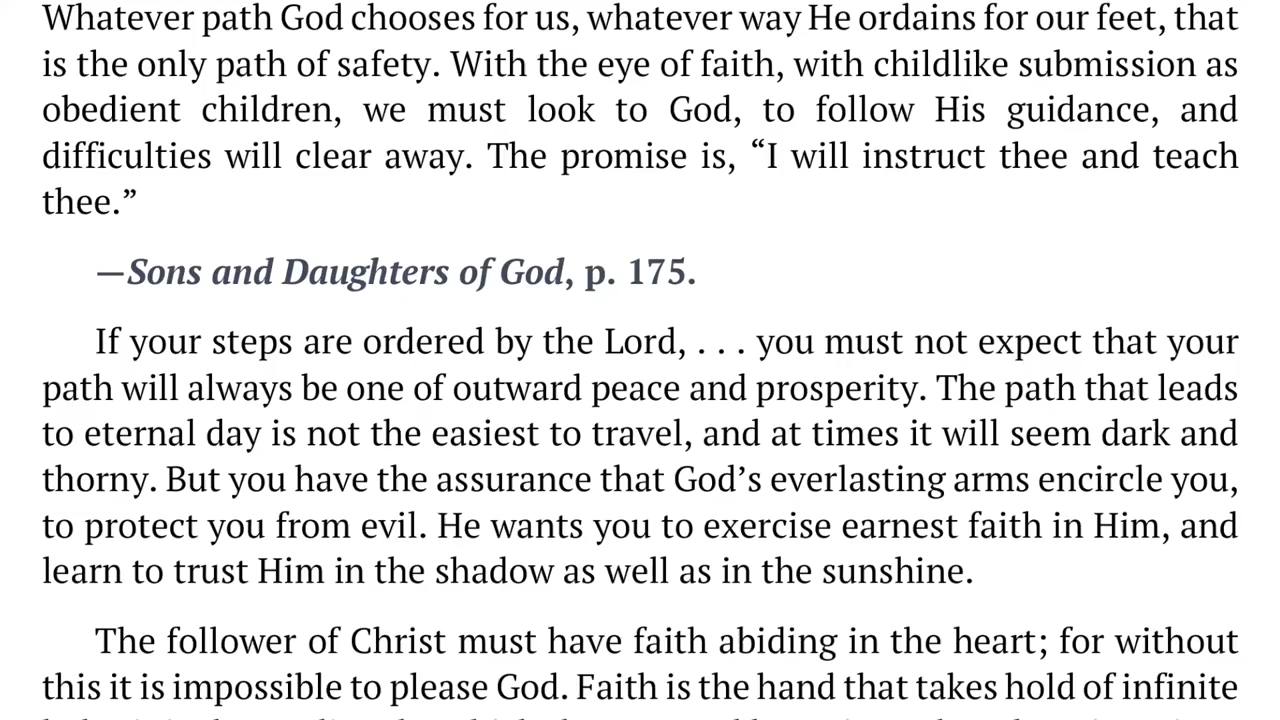 Whatever path God chooses for us, whatever way He ordains for our feet, that
is the only path of safety. With the eye of faith, with childlike submission as
obedient children, we must look to God, to follow His guidance, and
difficulties will clear away. The promise is, “I will instruct thee and teach
thee.”
—Sons and Daughters of God, p. 175.
If your steps are ordered by the Lord, . . . you must not expect that your
path will always be one of outward peace and prosperity. The path that leads
to eternal day is not the easiest to travel, and at times it will seem dark and
thorny. But you have the assurance that God’s everlasting arms encircle you,
to protect you from evil. He wants you to exercise earnest faith in Him, and
learn to trust Him in the shadow as well as in the sunshine.
The follower of Christ must have faith abiding in the heart; for without
this it is impossible to please God. Faith is the hand that takes hold of infinite